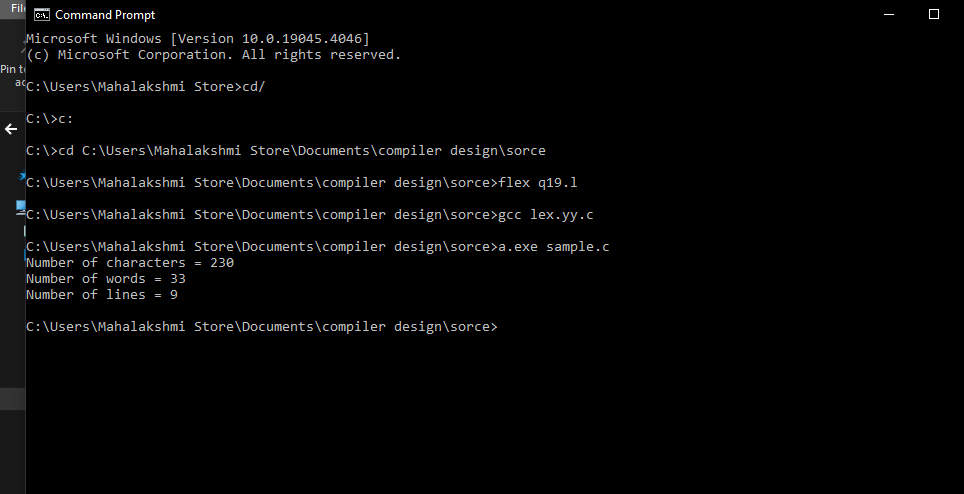 File
Command Prompt
Pin to
ac
Microsoft Windows [Version 10.0.19045.4046]
(c) Microsoft Corporation. All rights reserved.
C:\Users\Mahalakshmi Store>cd/
C:\>c:
C:\>cd C:\Users\Mahalakshmi Store\Documents\compiler design\sorce
C:\Users\Mahalakshmi Store\Documents\compiler design\sorce>flex q19.l
C:\Users\Mahalakshmi Store\Documents\compiler design\sorce>gcc lex.yy.c
C:\Users\Mahalakshmi Store\Documents\compiler design\sorce>a.exe sample.c
Number of characters = 230
Number of words = 33
Number of lines = 9
C:\Users\Mahalakshmi Store\Documents\compiler design\sorce>